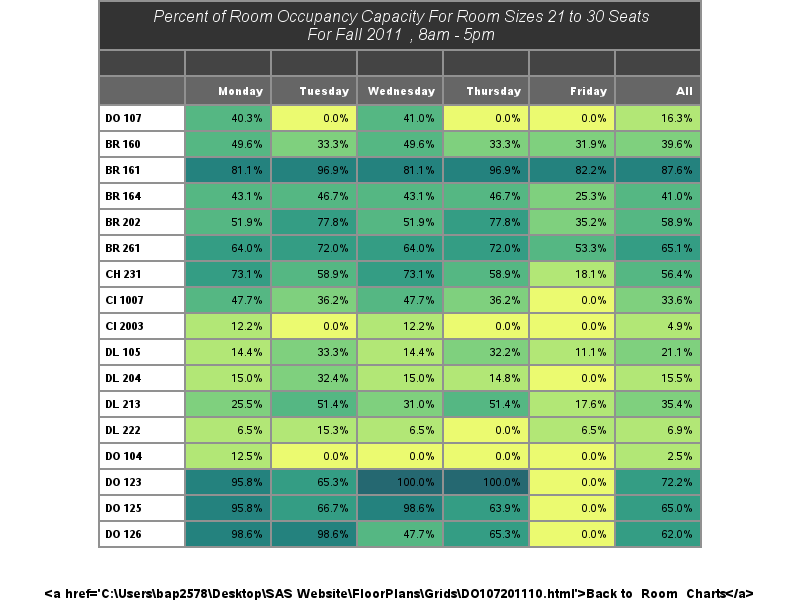 Percent of Room Occupancy Capacity For Room Sizes 21 to 30 Seats
For Fall 2011 , 8am - 5pm
Monday Tuesday Wednesday Thursday Friday All
DO 107 40.3% 0.0% 41.0% 0.0% 0.0% 16.3%
BR 160 49.6% 33.3% 49.6% 33.3% 31.9% 39.6%
BR 161 81.1% 96.9% 81.1% 96.9% 82.2% 87.6%
BR 164 43.1% 46.7% 43.1% 46.7% 25.3% 41.0%
BR 202 51.9% 77.8% 51.9% 77.8% 35.2% 58.9%
BR 261 64.0% 72.0% 64.0% 72.0% 53.3% 65.1%
CH 231 73.1% 58.9% 73.1% 58.9% 18.1% 56.4%
CI 1007 47.7% 36.2% 47.7% 36.2% 0.0% 33.6%
CI 2003 12.2% 0.0% 12.2% 0.0% 0.0% 4.9%
DL 105 14.4% 33.3% 14.4% 32.2% 11.1% 21.1%
DL 204 15.0% 32.4% 15.0% 14.8% 0.0% 15.5%
DL 213 25.5% 51.4% 31.0% 51.4% 17.6% 35.4%
DL 222 6.5% 15.3% 6.5% 0.0% 6.5% 6.9%
DO 104 12.5% 0.0% 0.0% 0.0% 0.0% 2.5%
DO 123 95.8% 65.3% 100.0% 100.0% 0.0% 72.2%
DO 125 95.8% 66.7% 98.6% 63.9% 0.0% 65.0%
DO 126 98.6% 98.6% 47.7% 65.3% 0.0% 62.0%
<a href='C:\Users\bap2578\Desktop\SAS Website\FloorPlans\Grids\DO107201110.html'>Back to Room Charts</a>